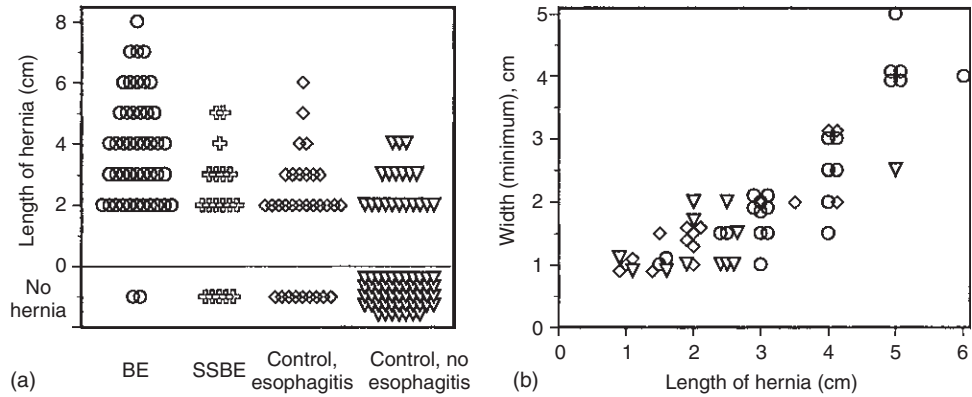 Length of hernia (cm)
8
6
4
2
0
No
hernia
BE
SSBE
Control,
esophagitis
Control, no
esophagitis
(a)
Width (minimum), cm
5
4
3
2
1
0
0 1 2 3 4 5 6
Length of hernia (cm)
(b)